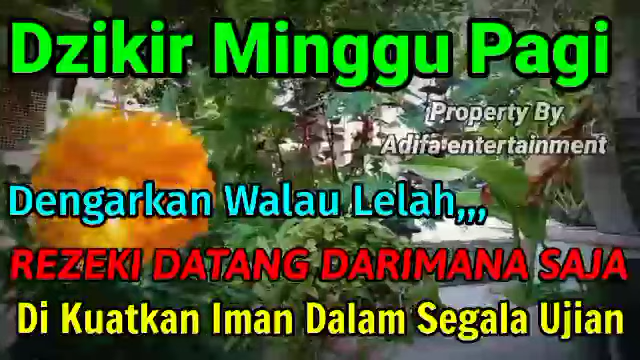 Dzikir Minggu Pagi
Property By
Adifa entertainment
Dengarkan Walau Lelah,,,
REZEKI DATANG DARIMANA SAJA
Di Kuatkan Iman Dalam Segala Ujian